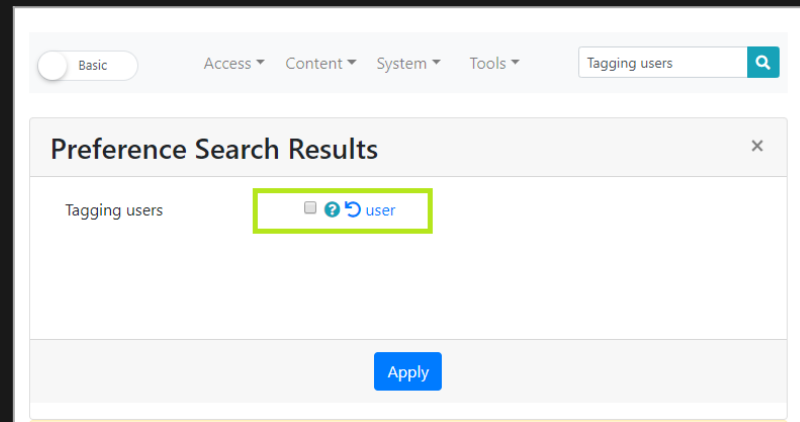 Basic Access Content System Tools Tagging users
Preference Search Results ×
Tagging users ? user
Apply